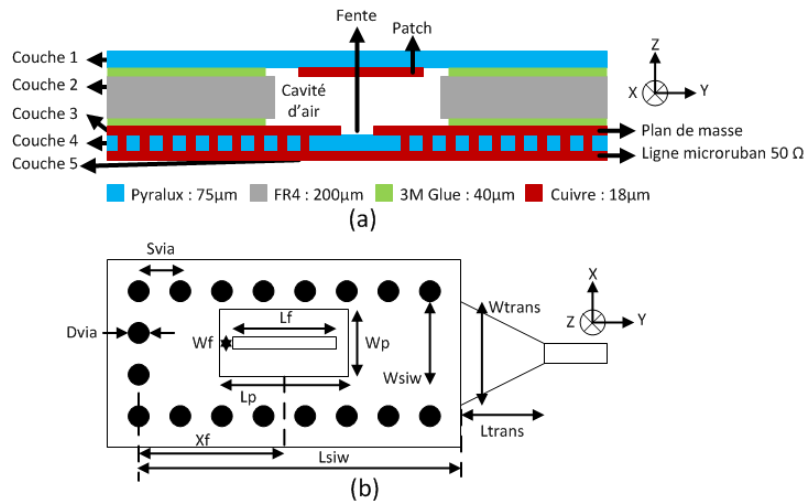 Fente
Patch
Couche 1
Couche 2
Cavité
d'air
Couche 3
Couche 4
Couche 5
Z
X
Y
Plan de masse
Ligne microruban 50 Ω
Pyralux : 75µm
FR4 : 200µm
3M Glue : 40µm
Cuivre : 18µm
(a)
Svia
Dvia
Lf
Wf
Wp
Lp
Wsiw
Wtrans
X
Z
Y
Ltrans
Xf
Lsiw
(b)